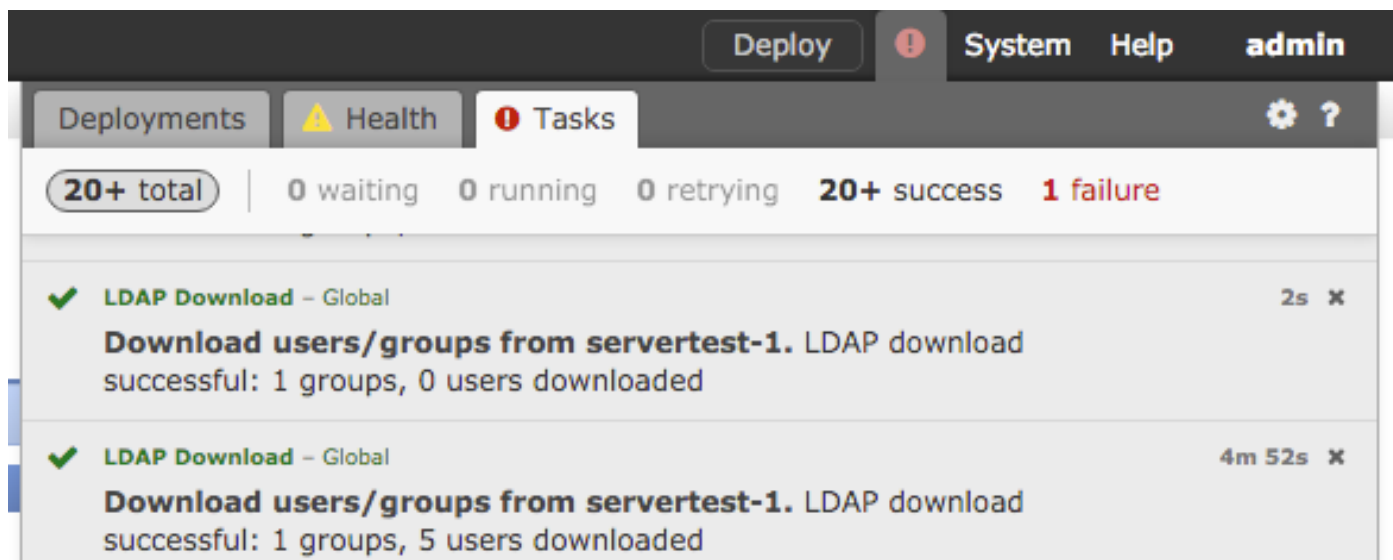 Deploy System Help admin
Deployments Health Tasks ?
20+ total 0 waiting 0 running 0 retrying 20+ success 1 failure
LDAP Download – Global 2s
Download users/groups from servertest-1. LDAP download
successful: 1 groups, 0 users downloaded
LDAP Download – Global 4m 52s
Download users/groups from servertest-1. LDAP download
successful: 1 groups, 5 users downloaded